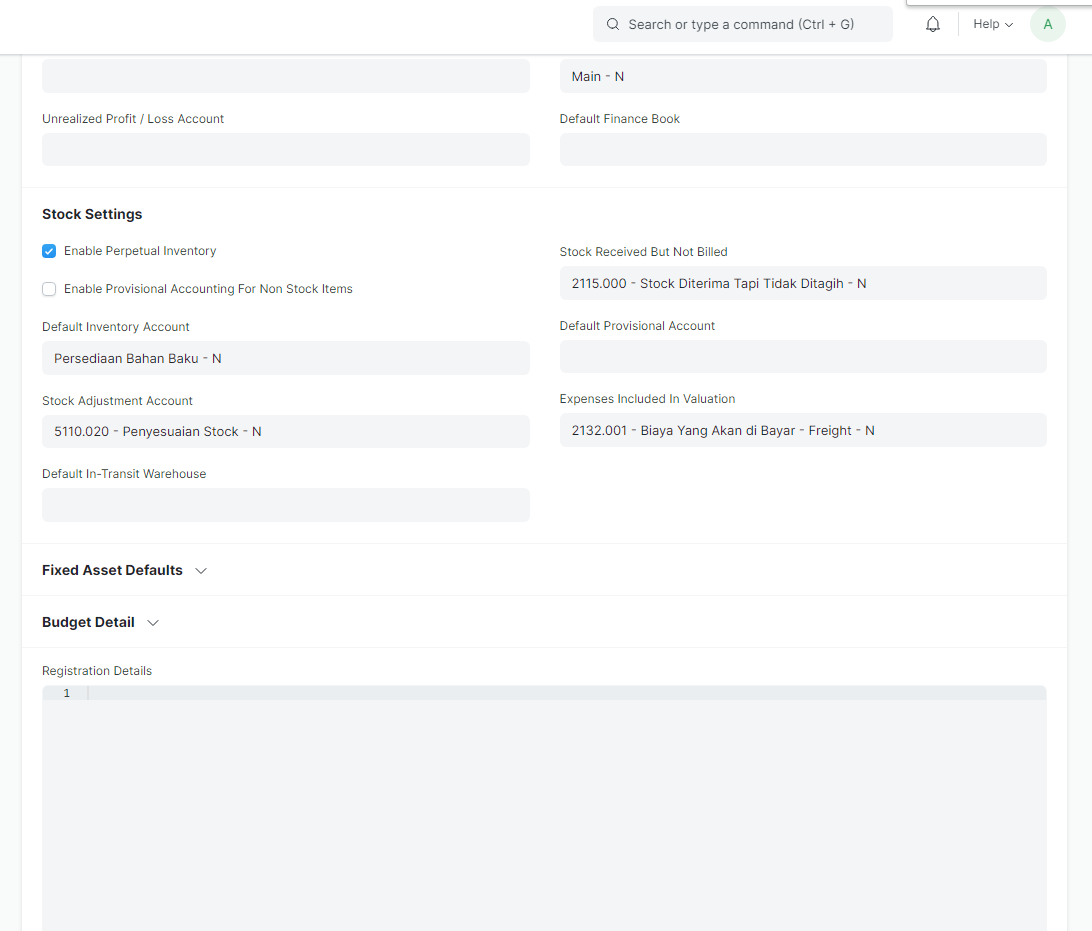 Search or type a command (Ctrl + G)
Help
A
Main - N
Unrealized Profit / Loss Account
Default Finance Book
Stock Settings
Enable Perpetual Inventory
Enable Provisional Accounting For Non Stock Items
Default Inventory Account
Persediaan Bahan Baku - N
Stock Adjustment Account
5110.020 - Penyesuaian Stock - N
Default In-Transit Warehouse
Stock Received But Not Billed
2115.000 - Stock Diterima Tapi Tidak Ditagih - N
Default Provisional Account
Expenses Included In Valuation
2132.001 - Biaya Yang Akan di Bayar - Freight - N
Fixed Asset Defaults
Budget Detail
Registration Details
1